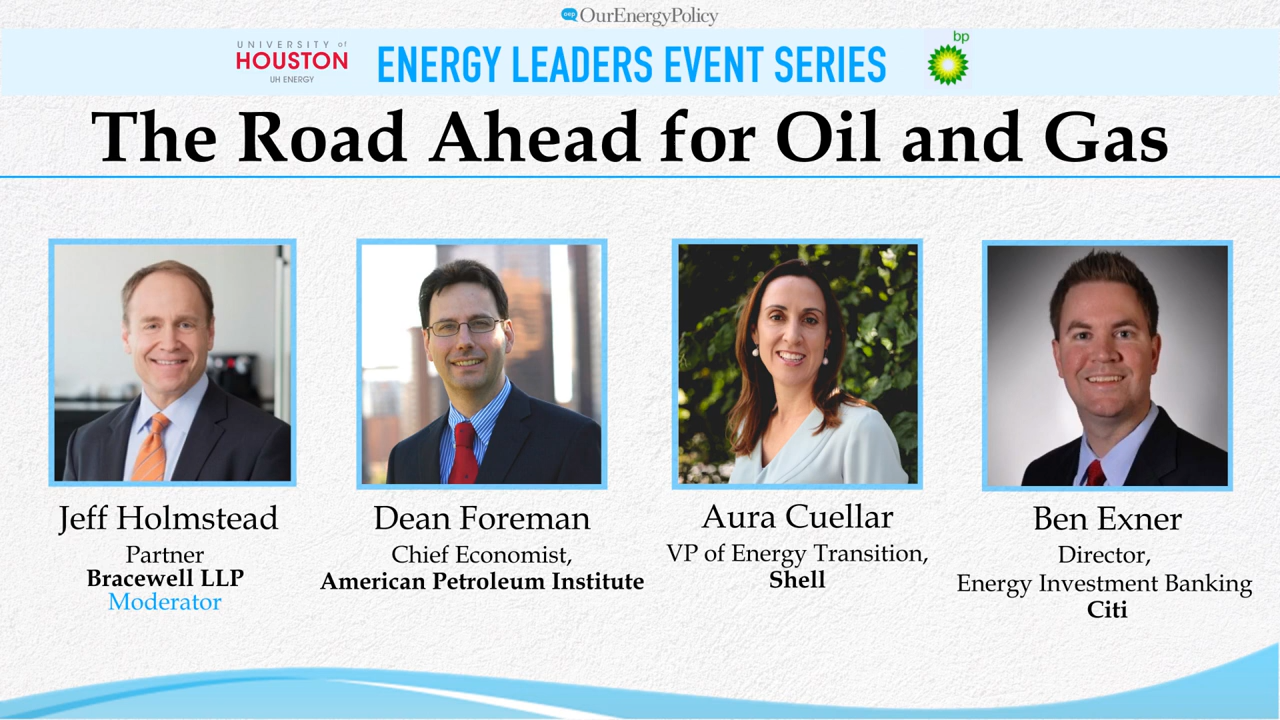 oep OurEnergyPolicy
UNIVERSITY of
HOUSTON
UH ENERGY
ENERGY LEADERS EVENT SERIES
bp
The Road Ahead for Oil and Gas
Jeff Holmstead
Partner
Bracewell LLP
Moderator
Dean Foreman
Chief Economist,
American Petroleum Institute
Aura Cuellar
VP of Energy Transition,
Shell
Ben Exner
Director,
Energy Investment Banking
Citi